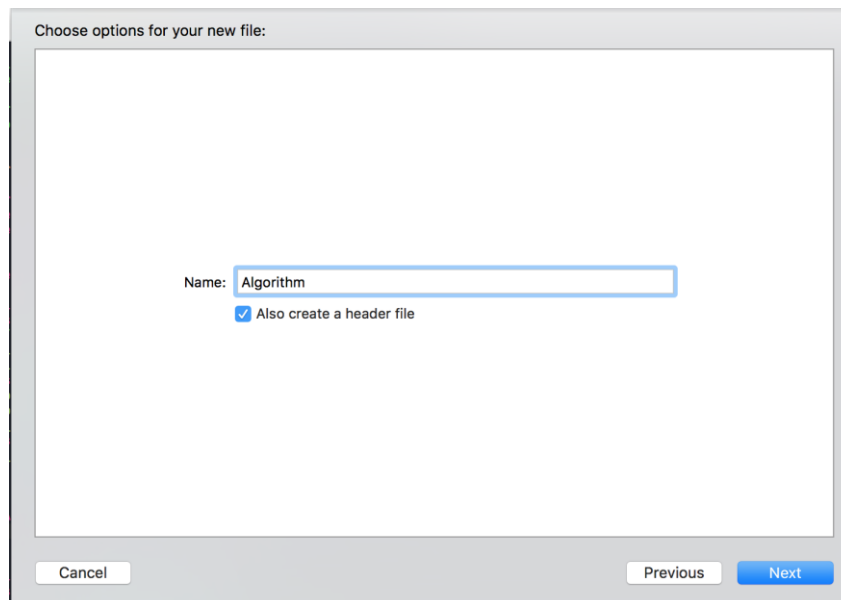 Choose options for your new file:
Name: Algorithm
Also create a header file
Cancel Previous Next